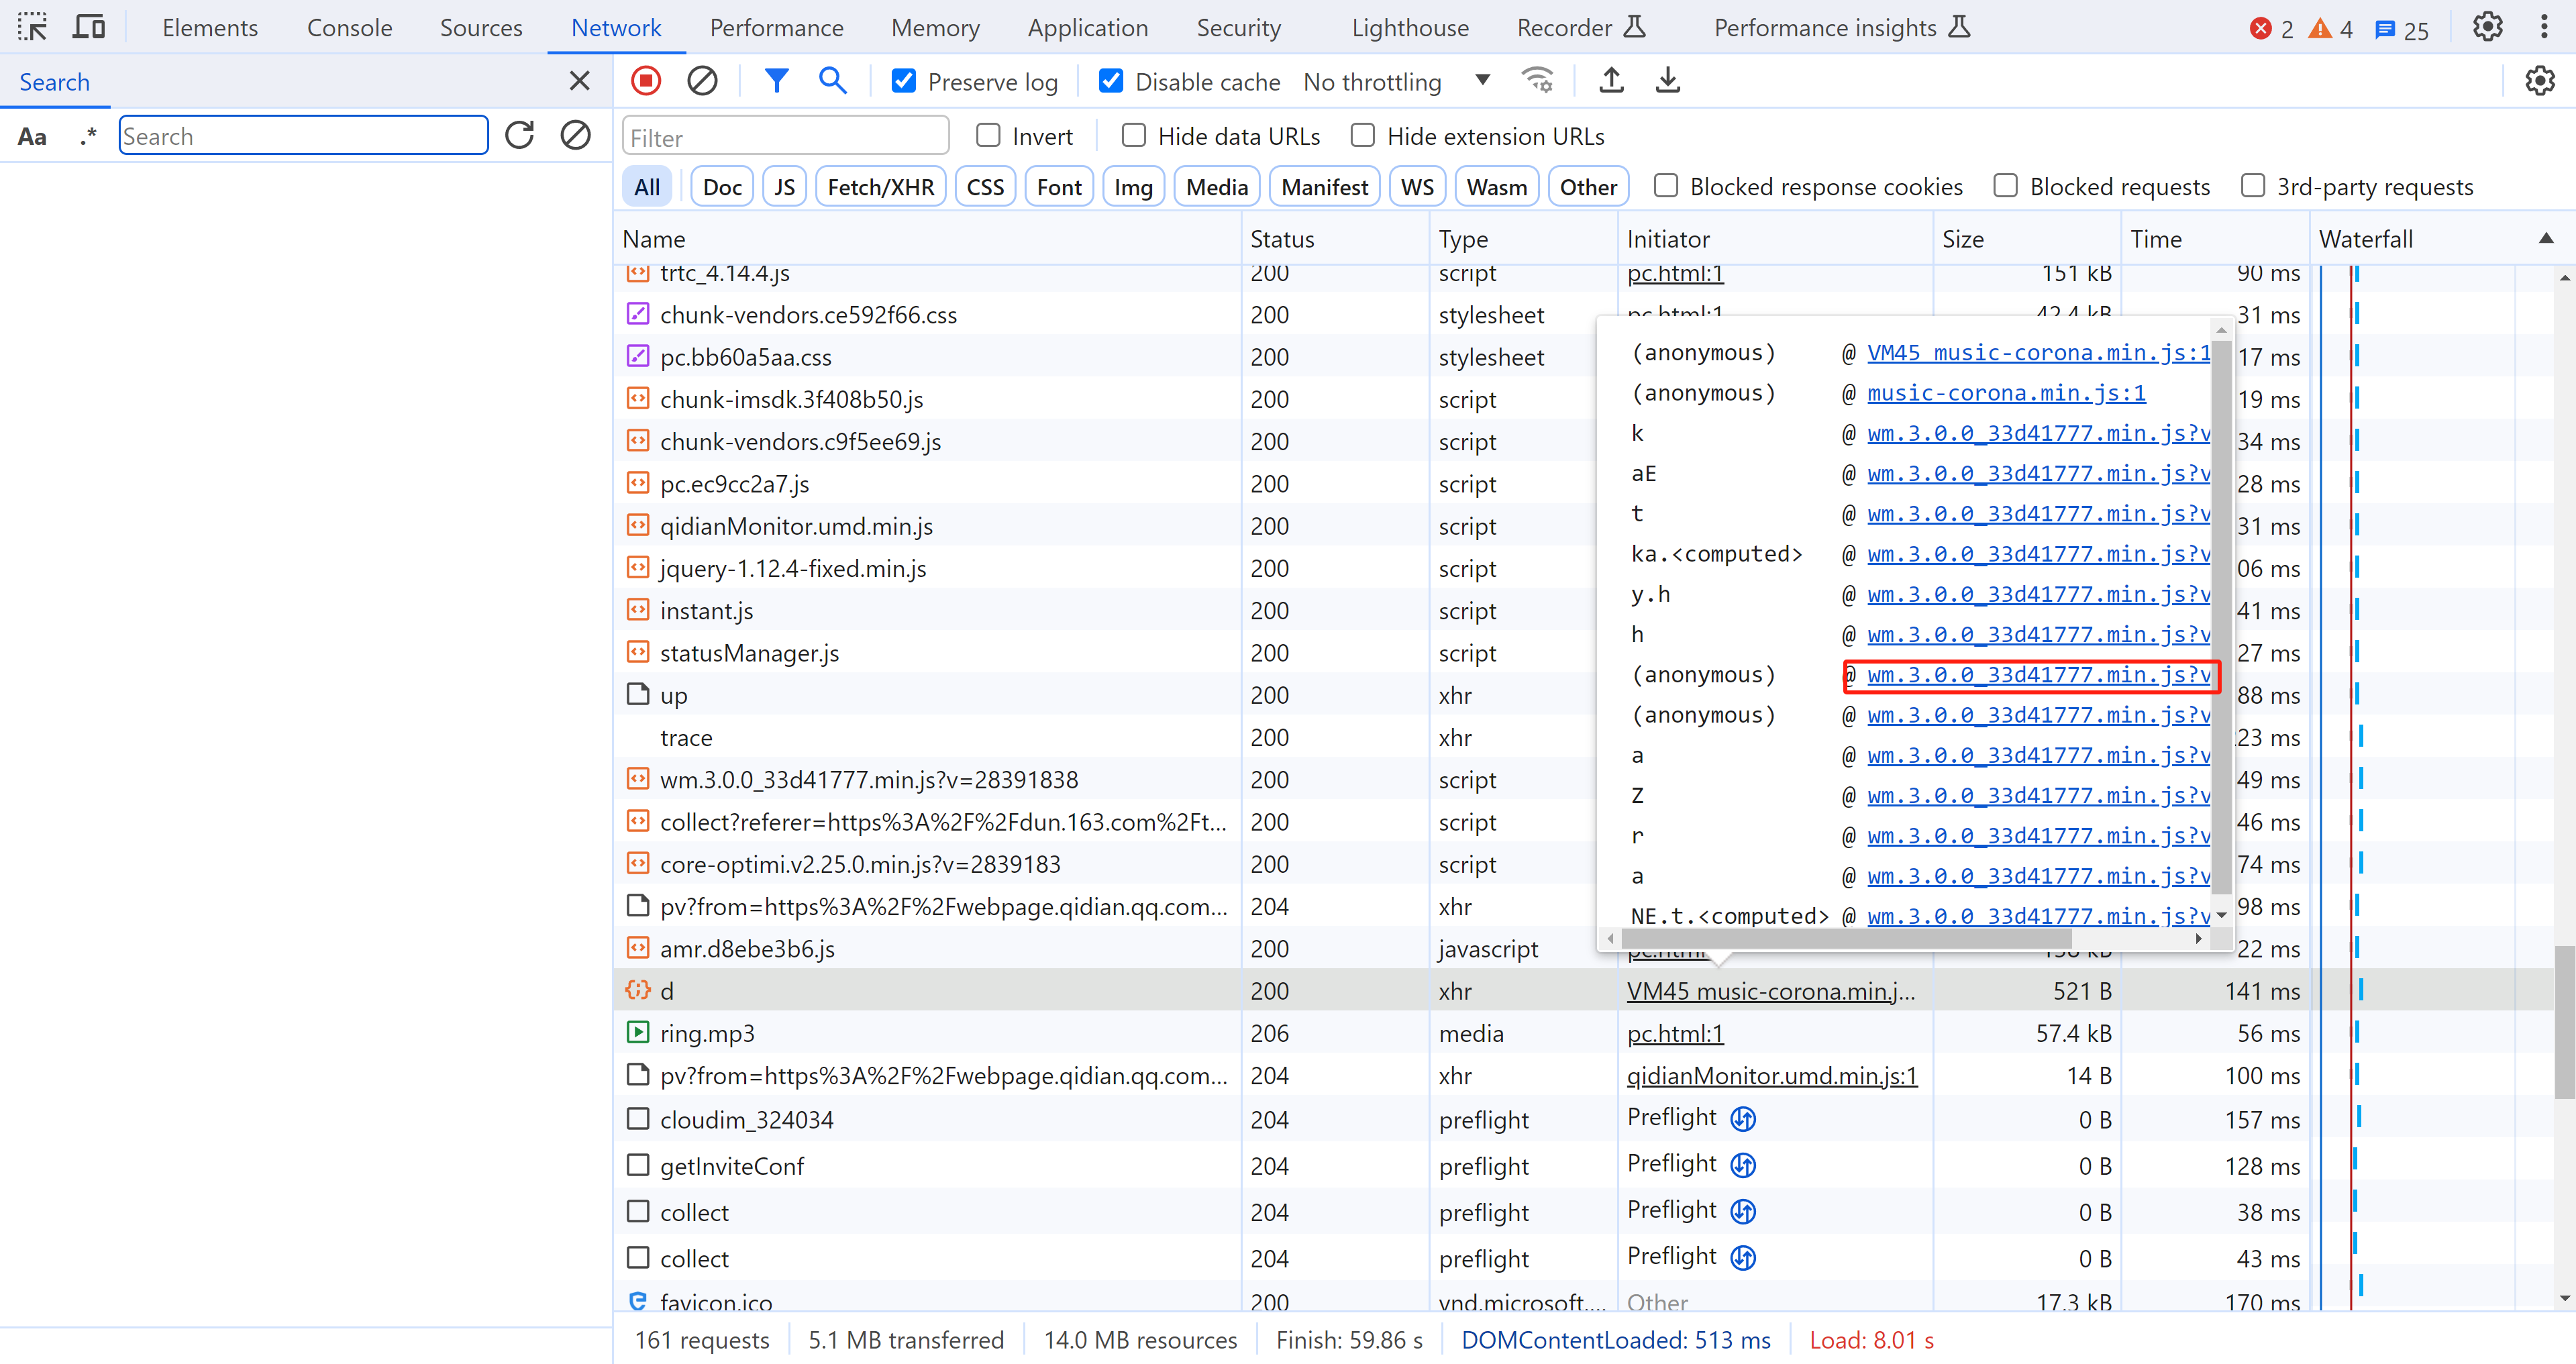 Elements Console Sources Network Performance Memory Application Security Lighthouse Recorder Performance insights 2 4 25
Search
Preserve log Disable cache No throttling
Aa .* Search
Filter Invert Hide data URLs Hide extension URLs
All Doc JS Fetch/XHR CSS Font Img Media Manifest WS Wasm Other Blocked response cookies Blocked requests 3rd-party requests
Name Status Type Initiator Size Time Waterfall
trtc_4.14.4.js 200 script pc.html:1 151 kB 90 ms
chunk-vendors.ce592f66.css 200 stylesheet pc.html:1 42.4 kB 31 ms
pc.bb60a5aa.css 200 stylesheet 17 ms
chunk-imsdk.3f408b50.js 200 script 19 ms
chunk-vendors.c9f5ee69.js 200 script 34 ms
pc.ec9cc2a7.js 200 script 28 ms
qidianMonitor.umd.min.js 200 script 31 ms
jquery-1.12.4-fixed.min.js 200 script 06 ms
instant.js 200 script 41 ms
statusManager.js 200 script 27 ms
up 200 xhr 88 ms
trace 200 xhr 23 ms
wm.3.0.0_33d41777.min.js?v=28391838 200 script 49 ms
collect?referer=https%3A%2F%2Fdun.163.com%2Ft... 200 script 46 ms
core-optimi.v2.25.0.min.js?v=2839183 200 script 74 ms
pv?from=https%3A%2F%2Fwebpage.qidian.qq.com... 204 xhr 98 ms
amr.d8ebe3b6.js 200 javascript pc.html 22 ms
(anonymous) @ VM45 music-corona.min.js:1
(anonymous) @ music-corona.min.js:1
k @ wm.3.0.0_33d41777.min.js?v
aE @ wm.3.0.0_33d41777.min.js?v
t @ wm.3.0.0_33d41777.min.js?v
ka.<computed> @ wm.3.0.0_33d41777.min.js?v
y.h @ wm.3.0.0_33d41777.min.js?v
h @ wm.3.0.0_33d41777.min.js?v
(anonymous) @ wm.3.0.0_33d41777.min.js?v
(anonymous) @ wm.3.0.0_33d41777.min.js?v
a @ wm.3.0.0_33d41777.min.js?v
Z @ wm.3.0.0_33d41777.min.js?v
r @ wm.3.0.0_33d41777.min.js?v
a @ wm.3.0.0_33d41777.min.js?v
NE.t.<computed> @ wm.3.0.0_33d41777.min.js?v
d 200 xhr VM45 music-corona.min.j... 521 B 141 ms
ring.mp3 206 media pc.html:1 57.4 kB 56 ms
pv?from=https%3A%2F%2Fwebpage.qidian.qq.com... 204 xhr qidianMonitor.umd.min.js:1 14 B 100 ms
cloudim_324034 204 preflight Preflight 0 B 157 ms
getInviteConf 204 preflight Preflight 0 B 128 ms
collect 204 preflight Preflight 0 B 38 ms
collect 204 preflight Preflight 0 B 43 ms
favicon.ico 200 vnd.microsoft.... Other 17.3 kB 170 ms
161 requests 5.1 MB transferred 14.0 MB resources Finish: 59.86 s DOMContentLoaded: 513 ms Load: 8.01 s